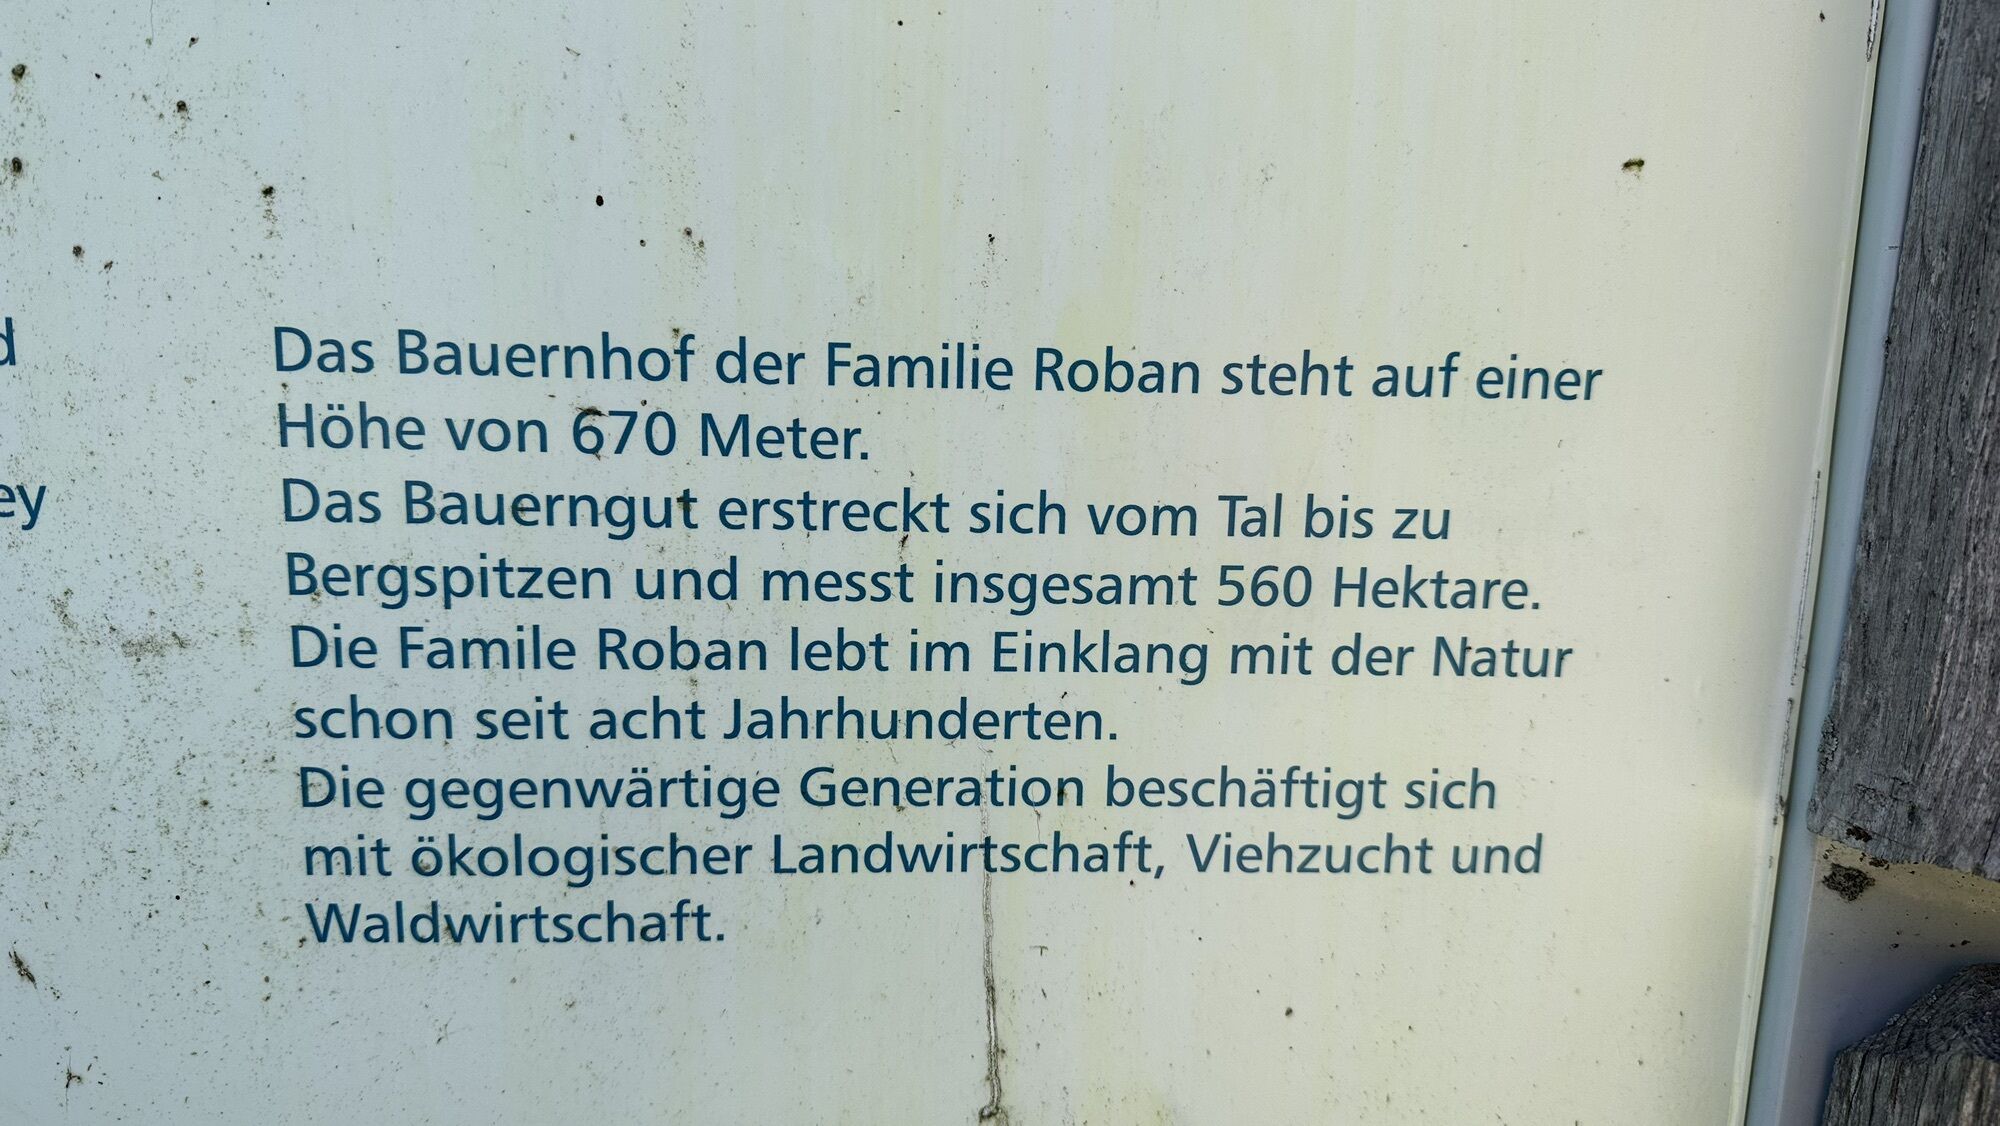 d
ey
Das Bauernhof der Familie Roban steht auf einer
Höhe von 670 Meter.
Das Bauerngut erstreckt sich vom Tal bis zu
Bergspitzen und messt insgesamt 560 Hektare.
Die Famile Roban lebt im Einklang mit der Natur
schon seit acht Jahrhunderten.
Die gegenwärtige Generation beschäftigt sich
mit ökologischer Landwirtschaft, Viehzucht und
Waldwirtschaft.